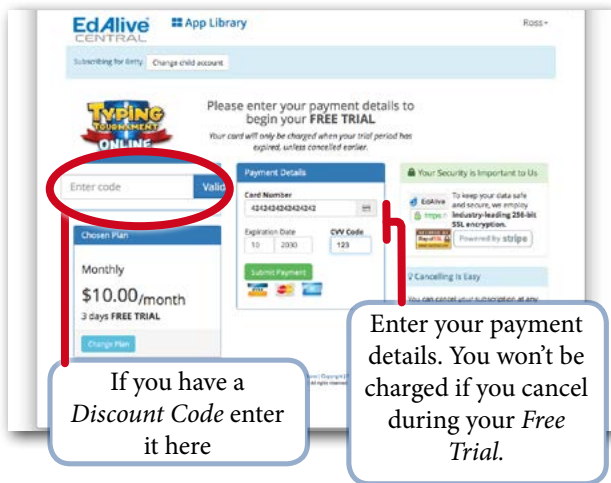 EdAlive
CENTRAL
App Library
Ross
Subscribing for Betty
Change child account
TYPING
TOURNAMENT
ONLINE
Please enter your payment details to
begin your FREE TRIAL
Your card will only be charged when your trial period has
expired, unless cancelled earlier.
Enter code
Valid
Chosen Plan
Monthly
$10.00/month
3 days FREE TRIAL
Change Plan
Payment Details
Card Number
4242424242424242
Expiration Date
CVV Code
10
2030
123
Submit Payment
Your Security is Important to Us
EdAlive
https:
To keep your data safe
and secure, we employ
industry-leading 256-bit
SSL encryption.
Powered by stripe
Cancelling Is Easy
You can cancel your subscription at any
If you have a
Discount Code enter
it here
Enter your payment
details. You won't be
charged if you cancel
during your Free
Trial.